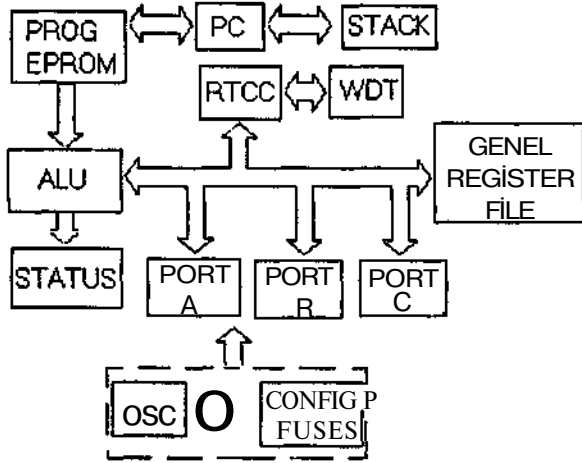 PROG
EPROM
PC
STACK
RTCC
WDT
ALU
GENEL
REGİSTER
FİLE
STATUS
PORT
A
PORT
R
PORT
C
OSC
O
CONFIG P
FUSES